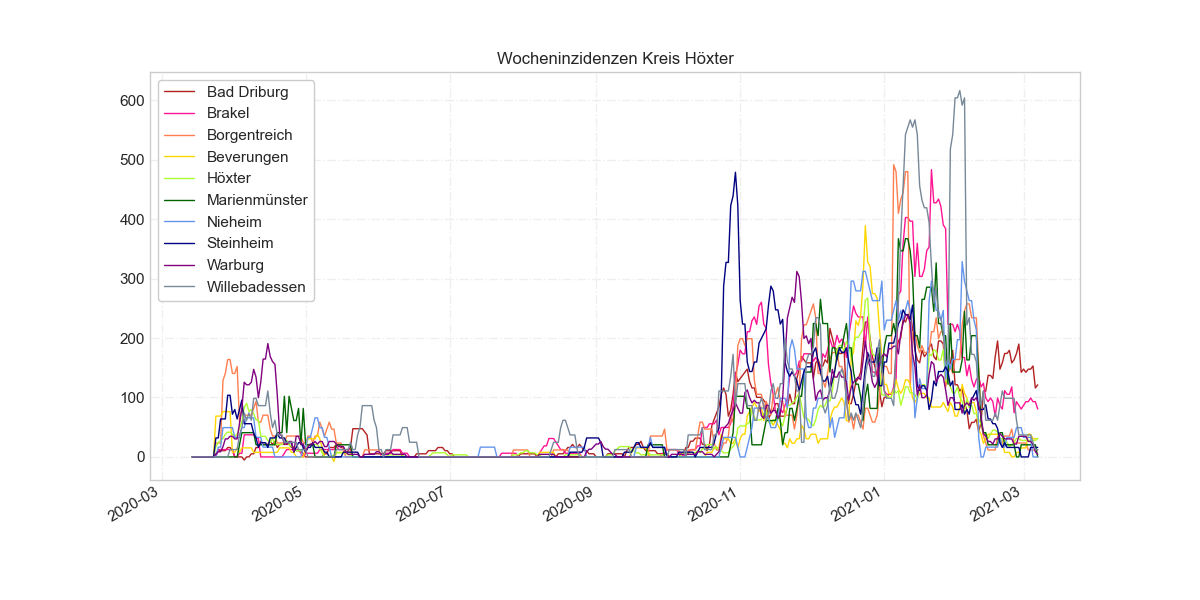 Wocheninzidenzen Kreis Höxter
Bad Driburg
Brakel
Borgentreich
Beverungen
Höxter
Marienmünster
Nieheim
Steinheim
Warburg
Willebadessen
600
500
400
300
200
100
0
2020-03
2020-05
2020-07
2020-09
2020-11
2021-01
2021-03